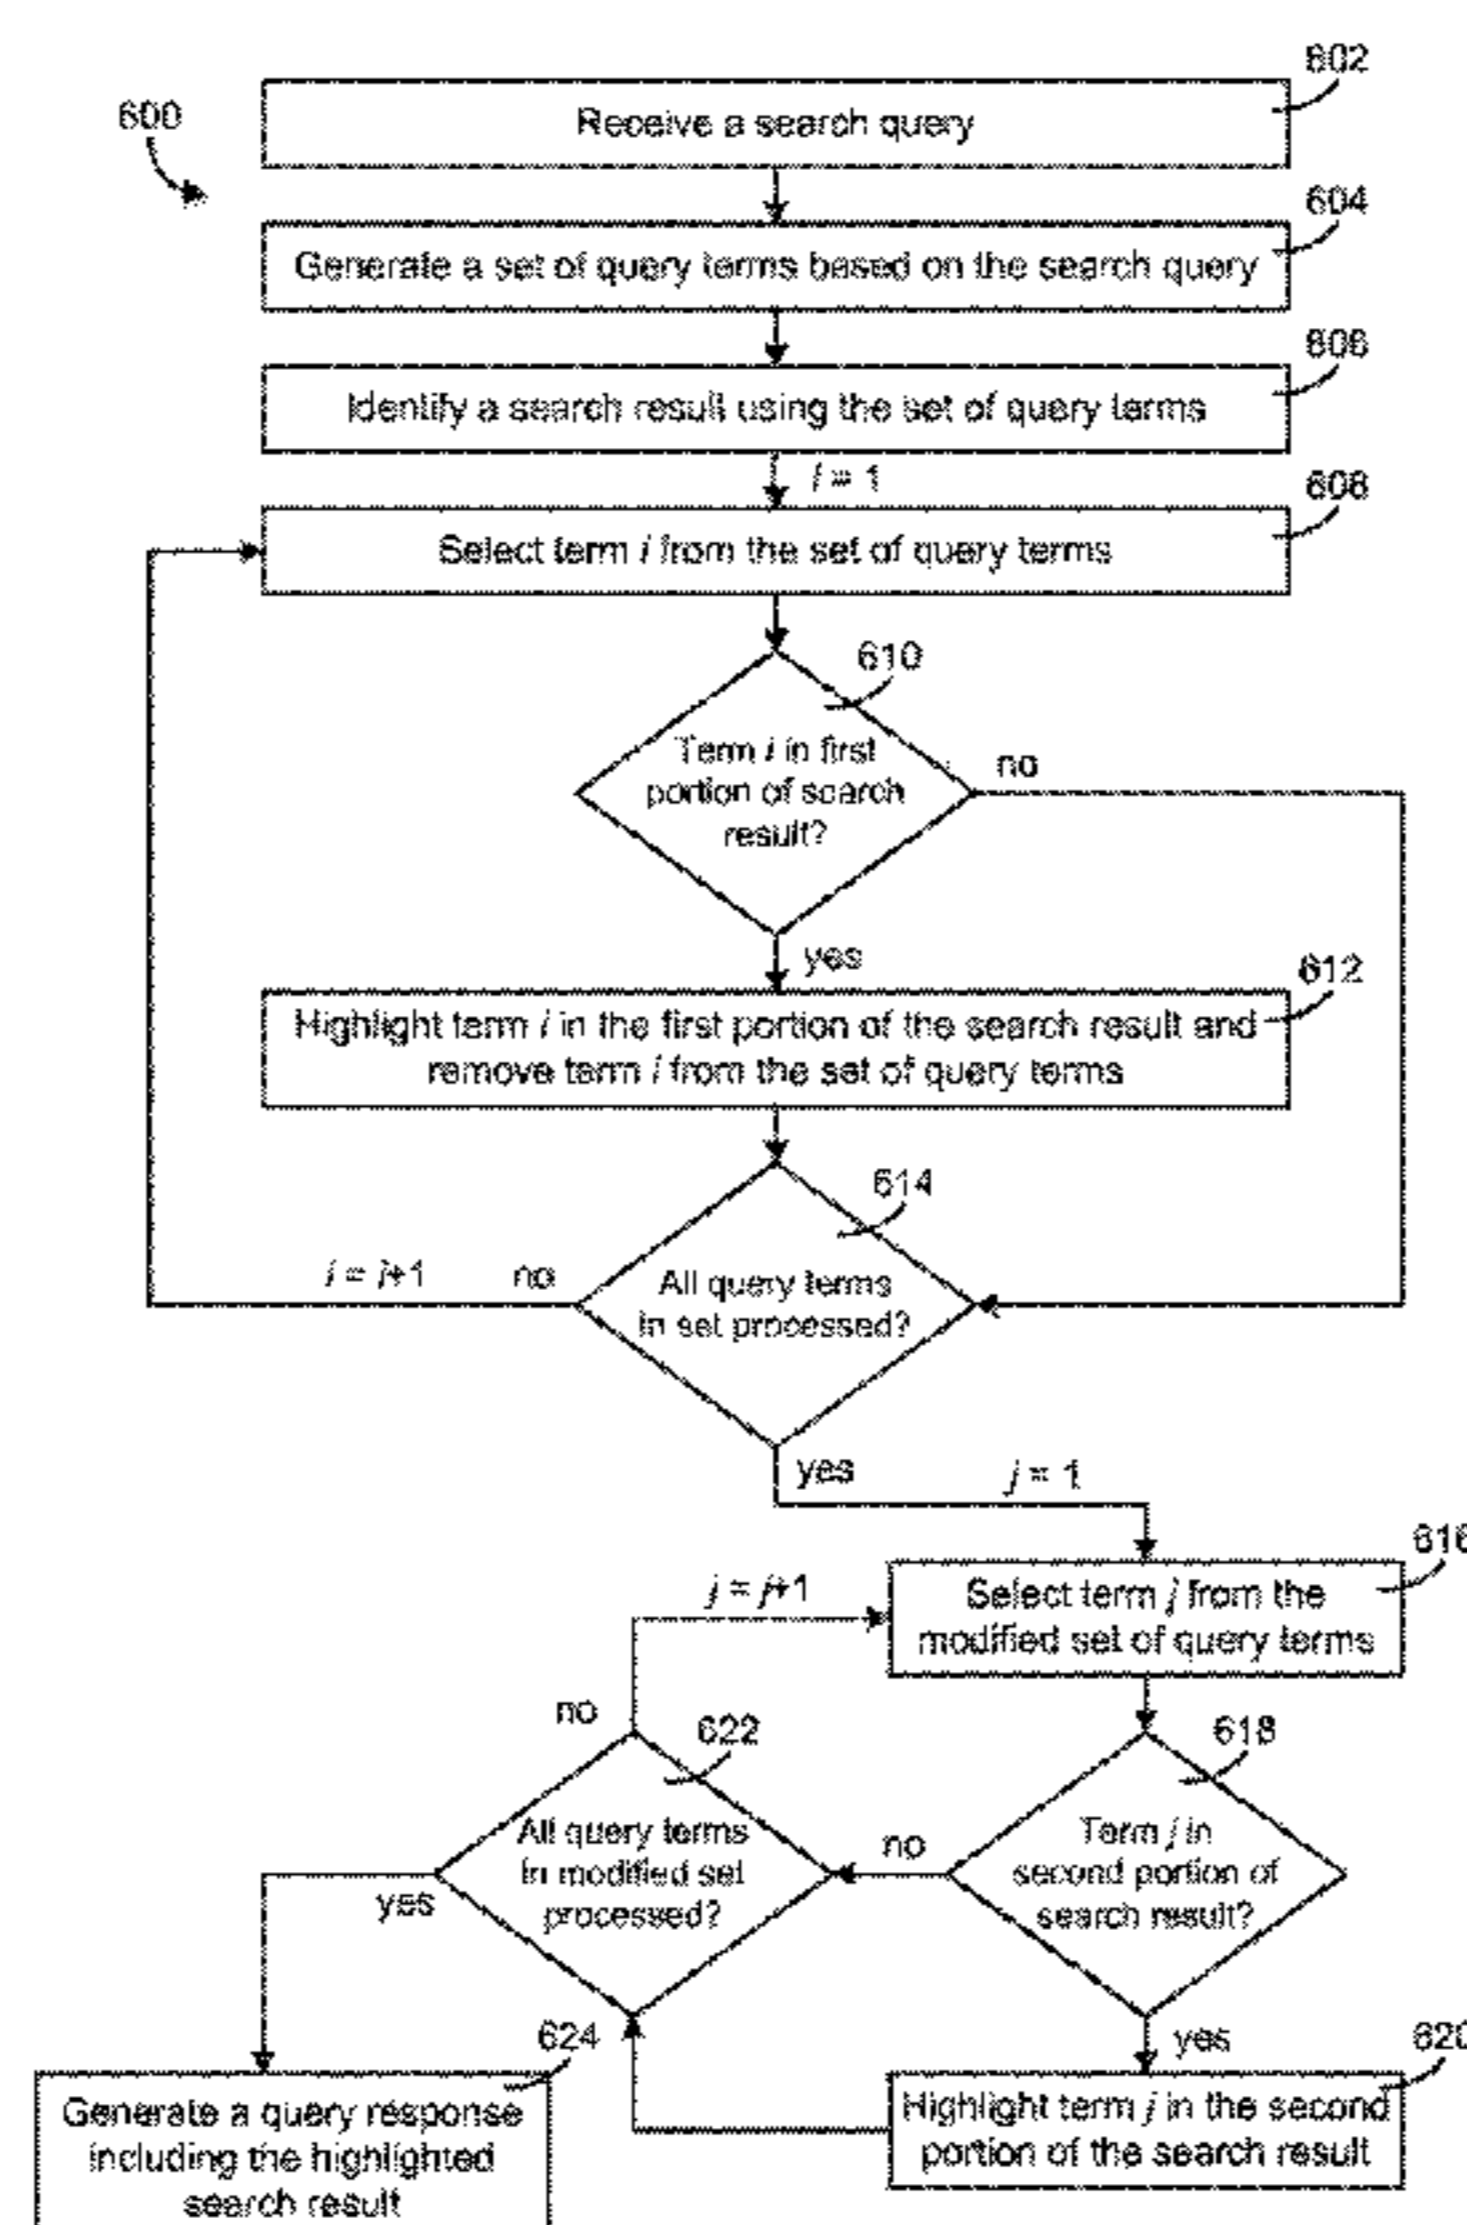 602
600
Receive a search query
604
Generate a set of query terms based on the search query
606
Identify a search result using the set of query terms
i = 1
608
Select term i from the set of query terms
610
Term i in first
portion of search
result?
no
yes
612
Highlight term i in the first portion of the search result and
remove term i from the set of query terms
614
All query terms
in set processed?
i = i+1
no
yes
j = 1
616
Select term j from the
modified set of query terms
j = j+1
no
622
618
All query terms
in modified set
processed?
no
Term j in
second portion of
search result?
yes
yes
624
620
Generate a query response
including the highlighted
search result
Highlight term j in the second
portion of the search result